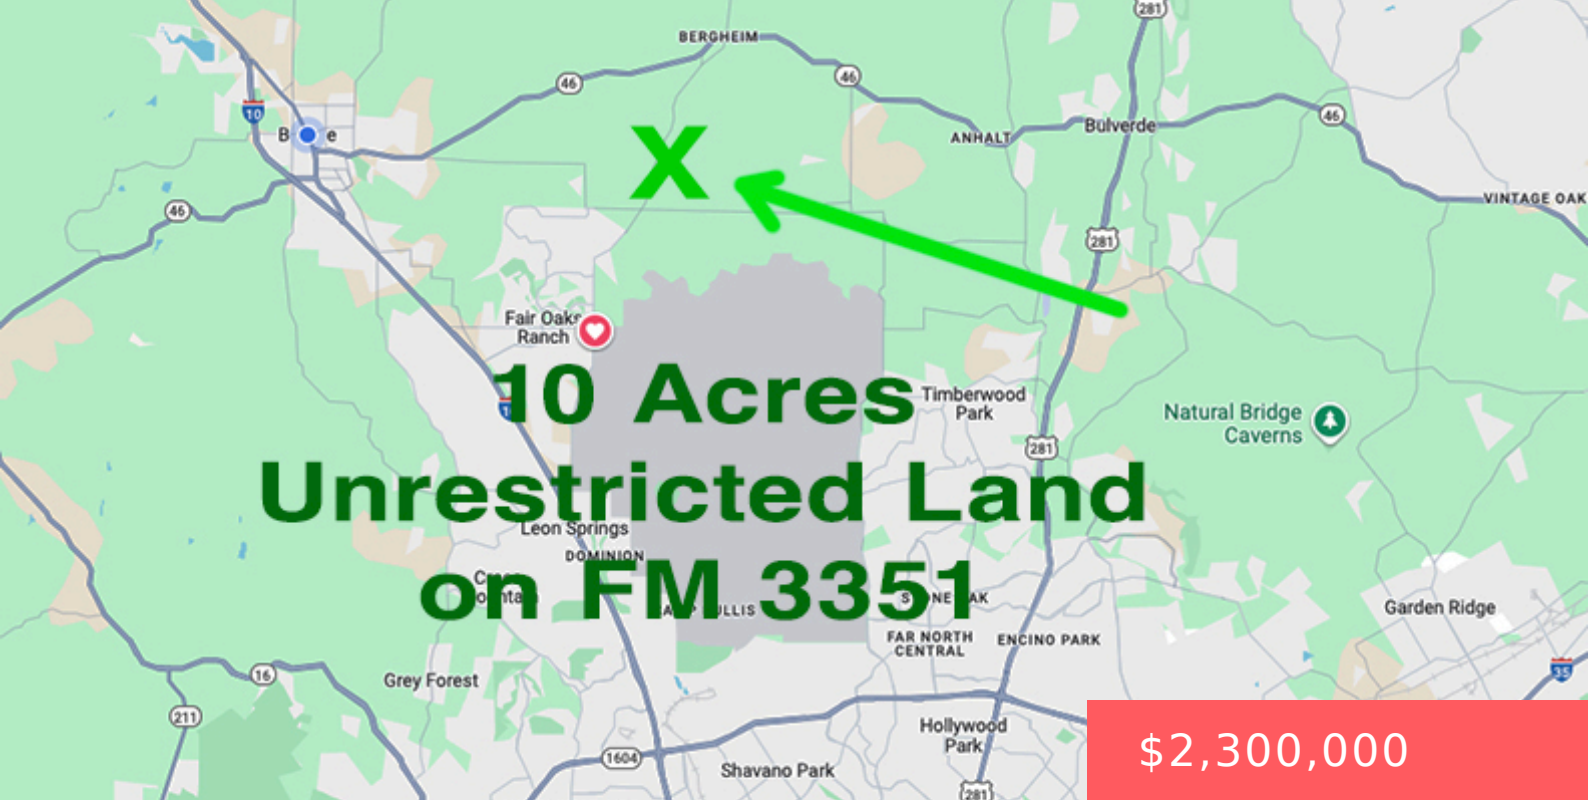 281
BERGHEIM
46
46
10
B e
46
ANHALT
Bulverde
VINTAGE OAK
46
281
Fair Oaks
Ranch
10 Acres
Timberwood
Park
Natural Bridge
Caverns
281
Unrestricted Land
Leon Springs
DOMINION
on FM 3351
Garden Ridge
FAR NORTH
CENTRAL
ENCINO PARK
35
16
Grey Forest
211
Hollywood
Park
$2,300,000
1604
Shavano Park
281